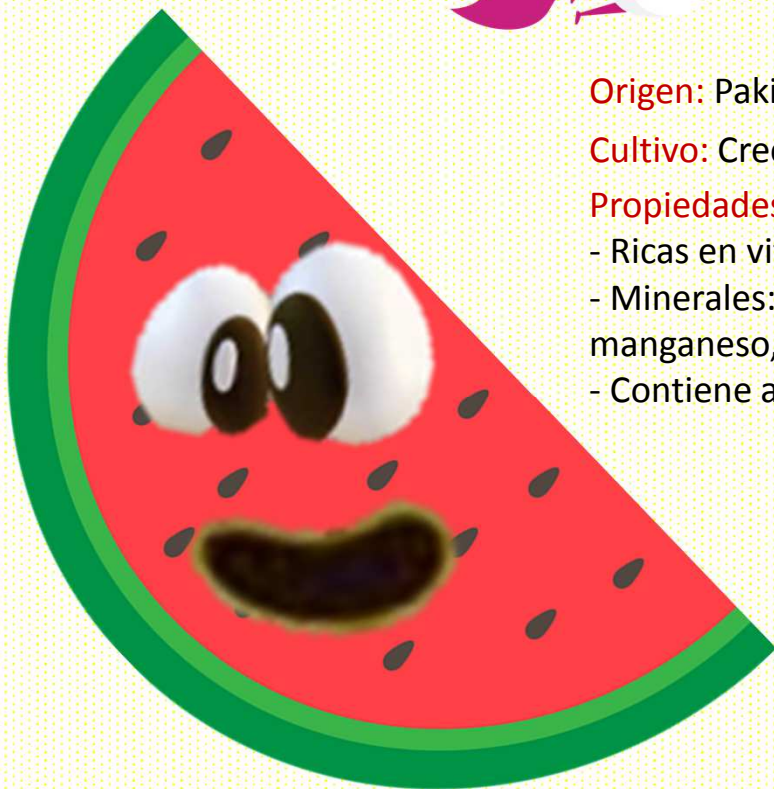 Origen:
Cultivo:
Propiedades
- Ricas en
- Minerales:
manganeso,
- Contiene